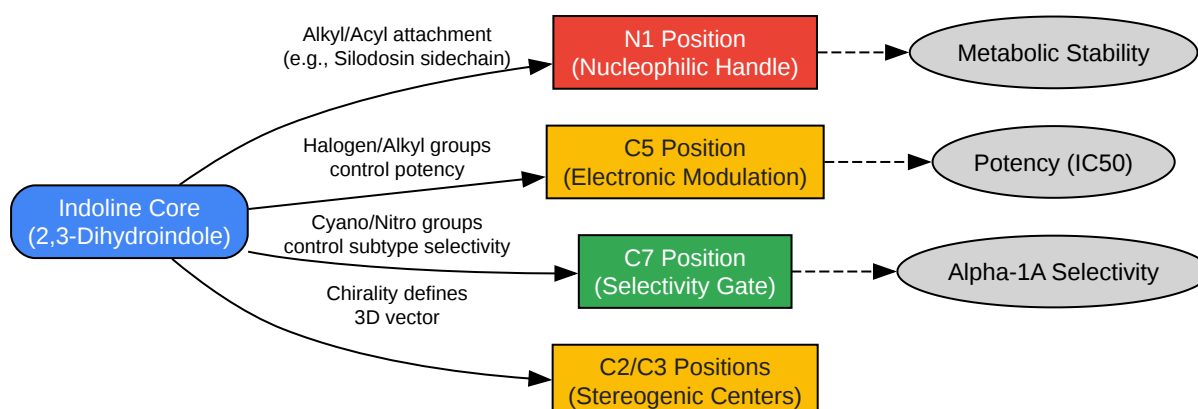 Alkyl/Acyl attachment
(e.g., Silodosin sidechain)
N1 Position
(Nucleophilic Handle)
Metabolic Stability
Halogen/Alkyl groups
control potency
C5 Position
(Electronic Modulation)
Potency (IC50)
Indoline Core
(2,3-Dihydroindole)
Cyano/Nitro groups
control subtype selectivity
C7 Position
(Selectivity Gate)
Alpha-1A Selectivity
Chirality defines
3D vector
C2/C3 Positions
(Stereogenic Centers)